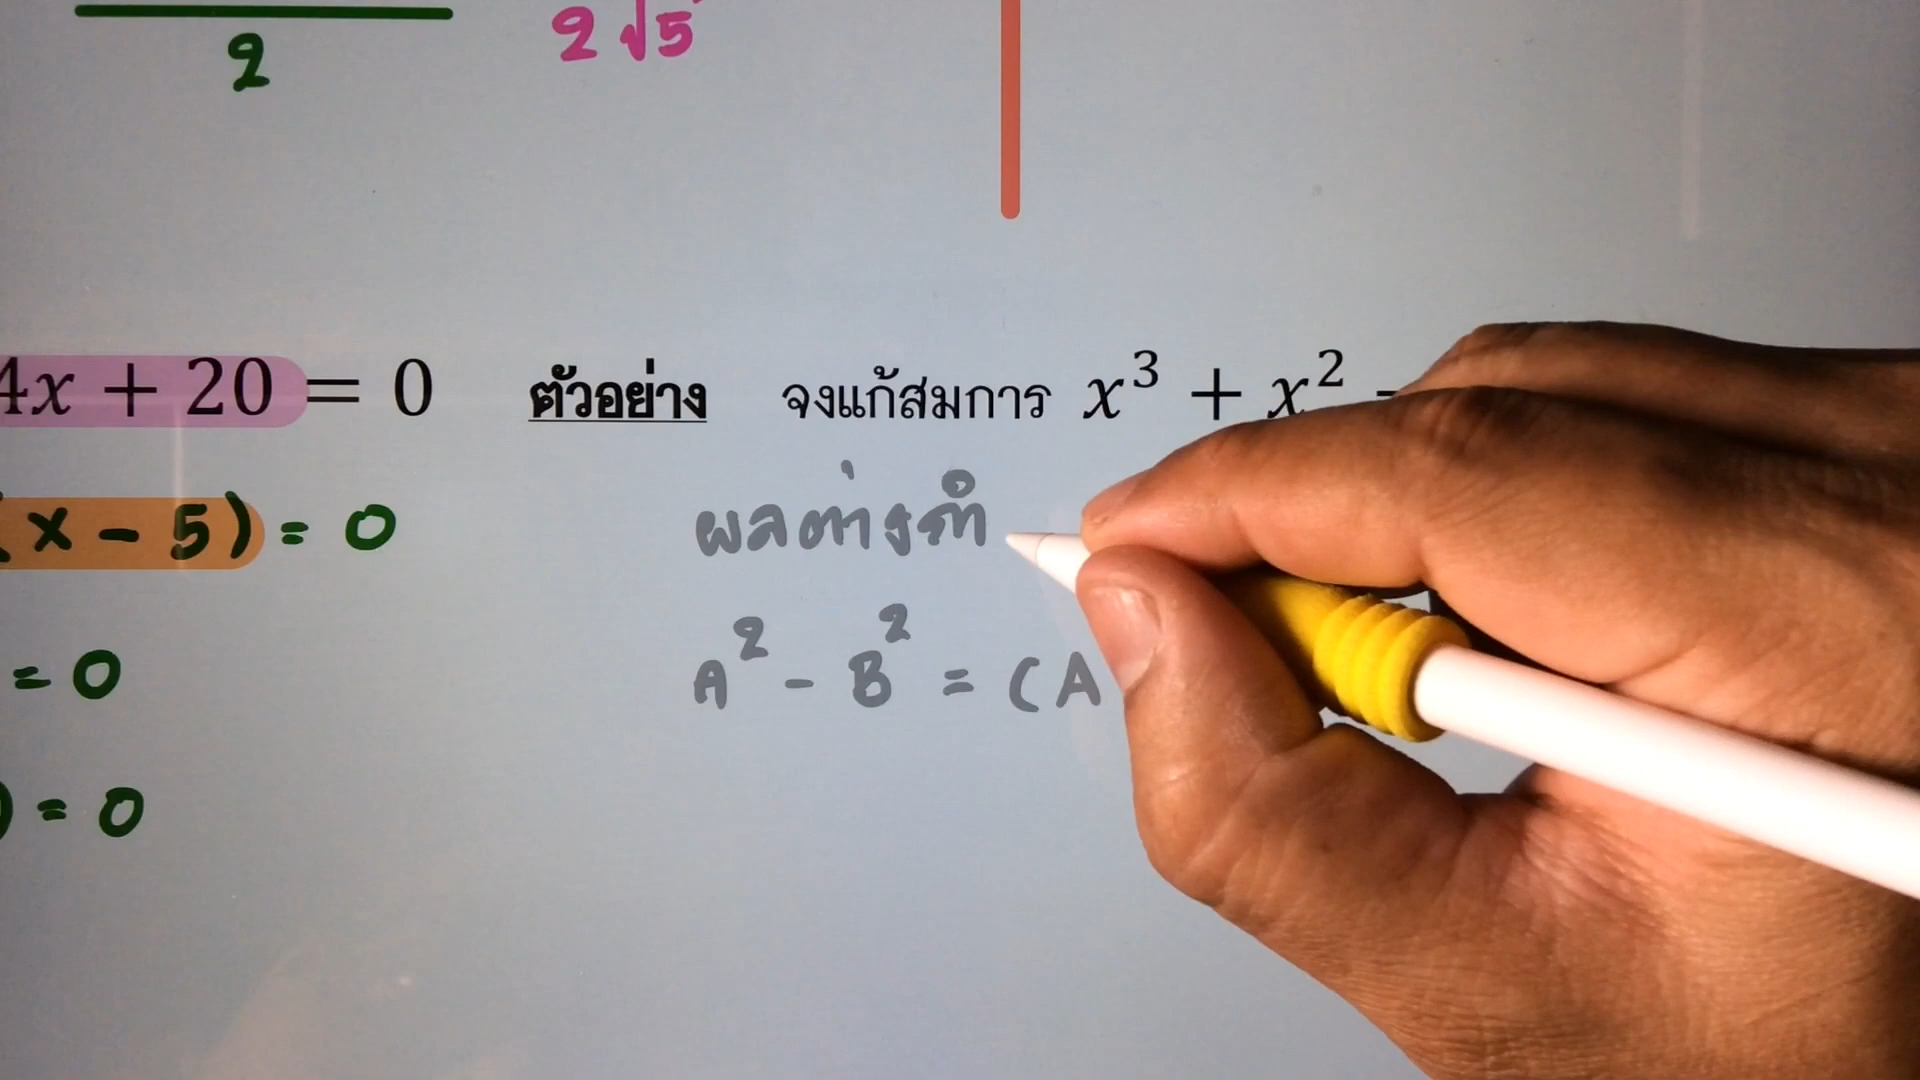 2 2√5
4x + 20 = 0 ตัวอย่าง จงแก้สมการ x³ + x² -
(x - 5) = 0 ผลต่างกำ
= 0 A² - B² = (A
) = 0